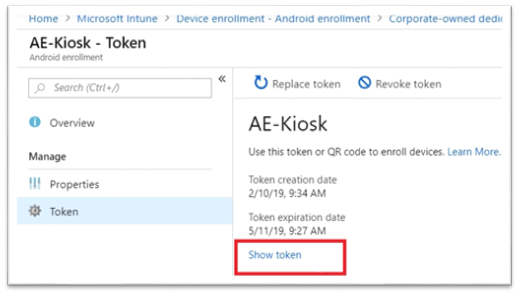 Home > Microsoft Intune > Device enrollment - Android enrollment > Corporate-owned dedic
AE-Kiosk - Token
Android enrollment
Search (Ctrl+/)
«
Overview
Manage
Properties
Token
Replace token Revoke token
AE-Kiosk
Use this token or QR code to enroll devices. Learn More.
Token creation date
2/10/19, 9:34 AM
Token expiration date
5/11/19, 9:27 AM
Show token